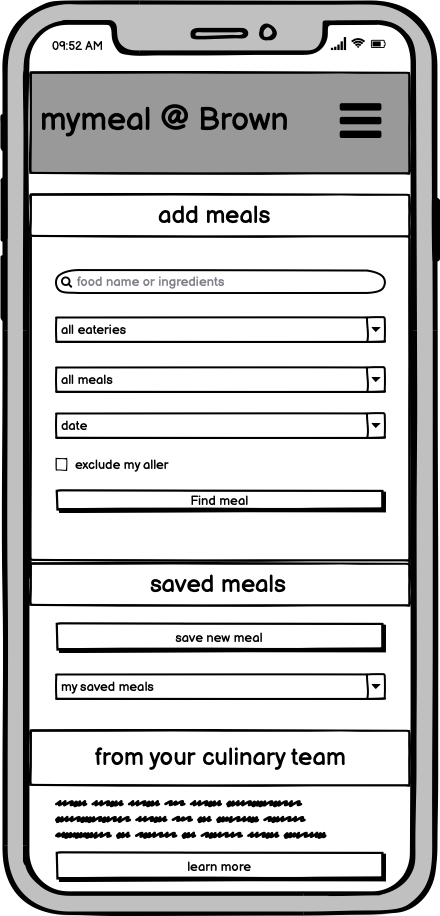 09:52 AM
mymeal @ Brown
add meals
food name or ingredients
all eateries
all meals
date
exclude my aller
Find meal
saved meals
save new meal
my saved meals
from your culinary team
learn more